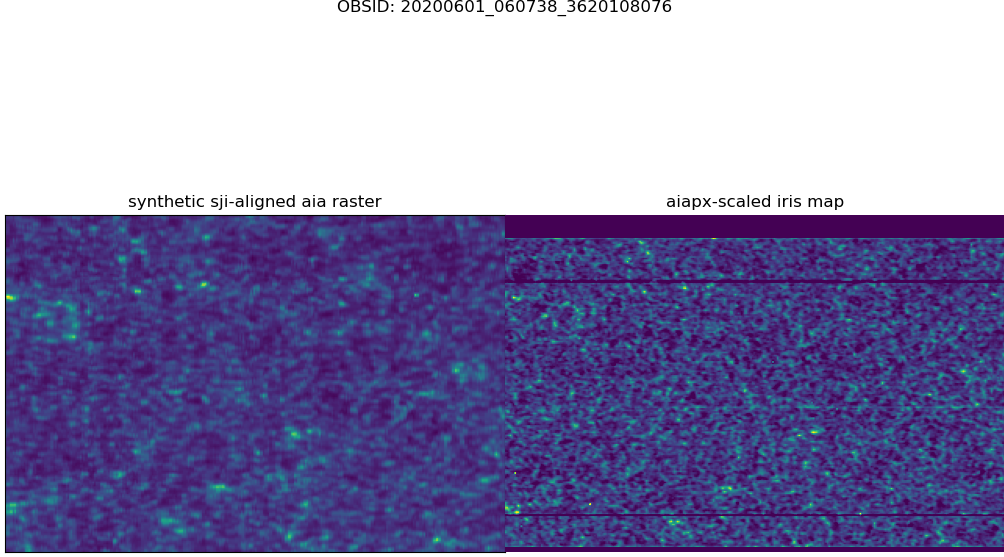 OBSID: 20200601_060738_3620108076
synthetic sji-aligned aia raster
aiapx-scaled iris map